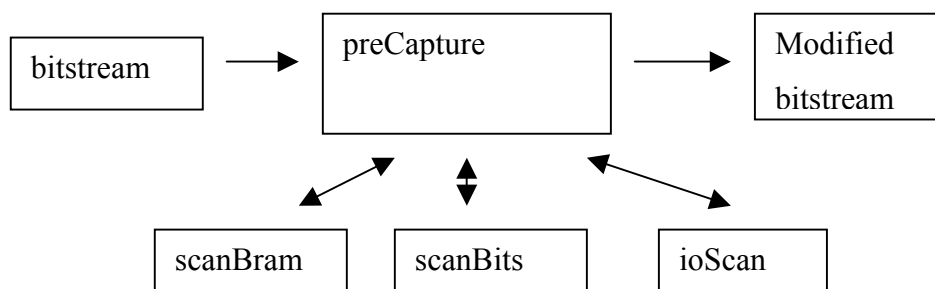 bitstream
preCapture
Modified
bitstream
scanBram
scanBits
ioScan